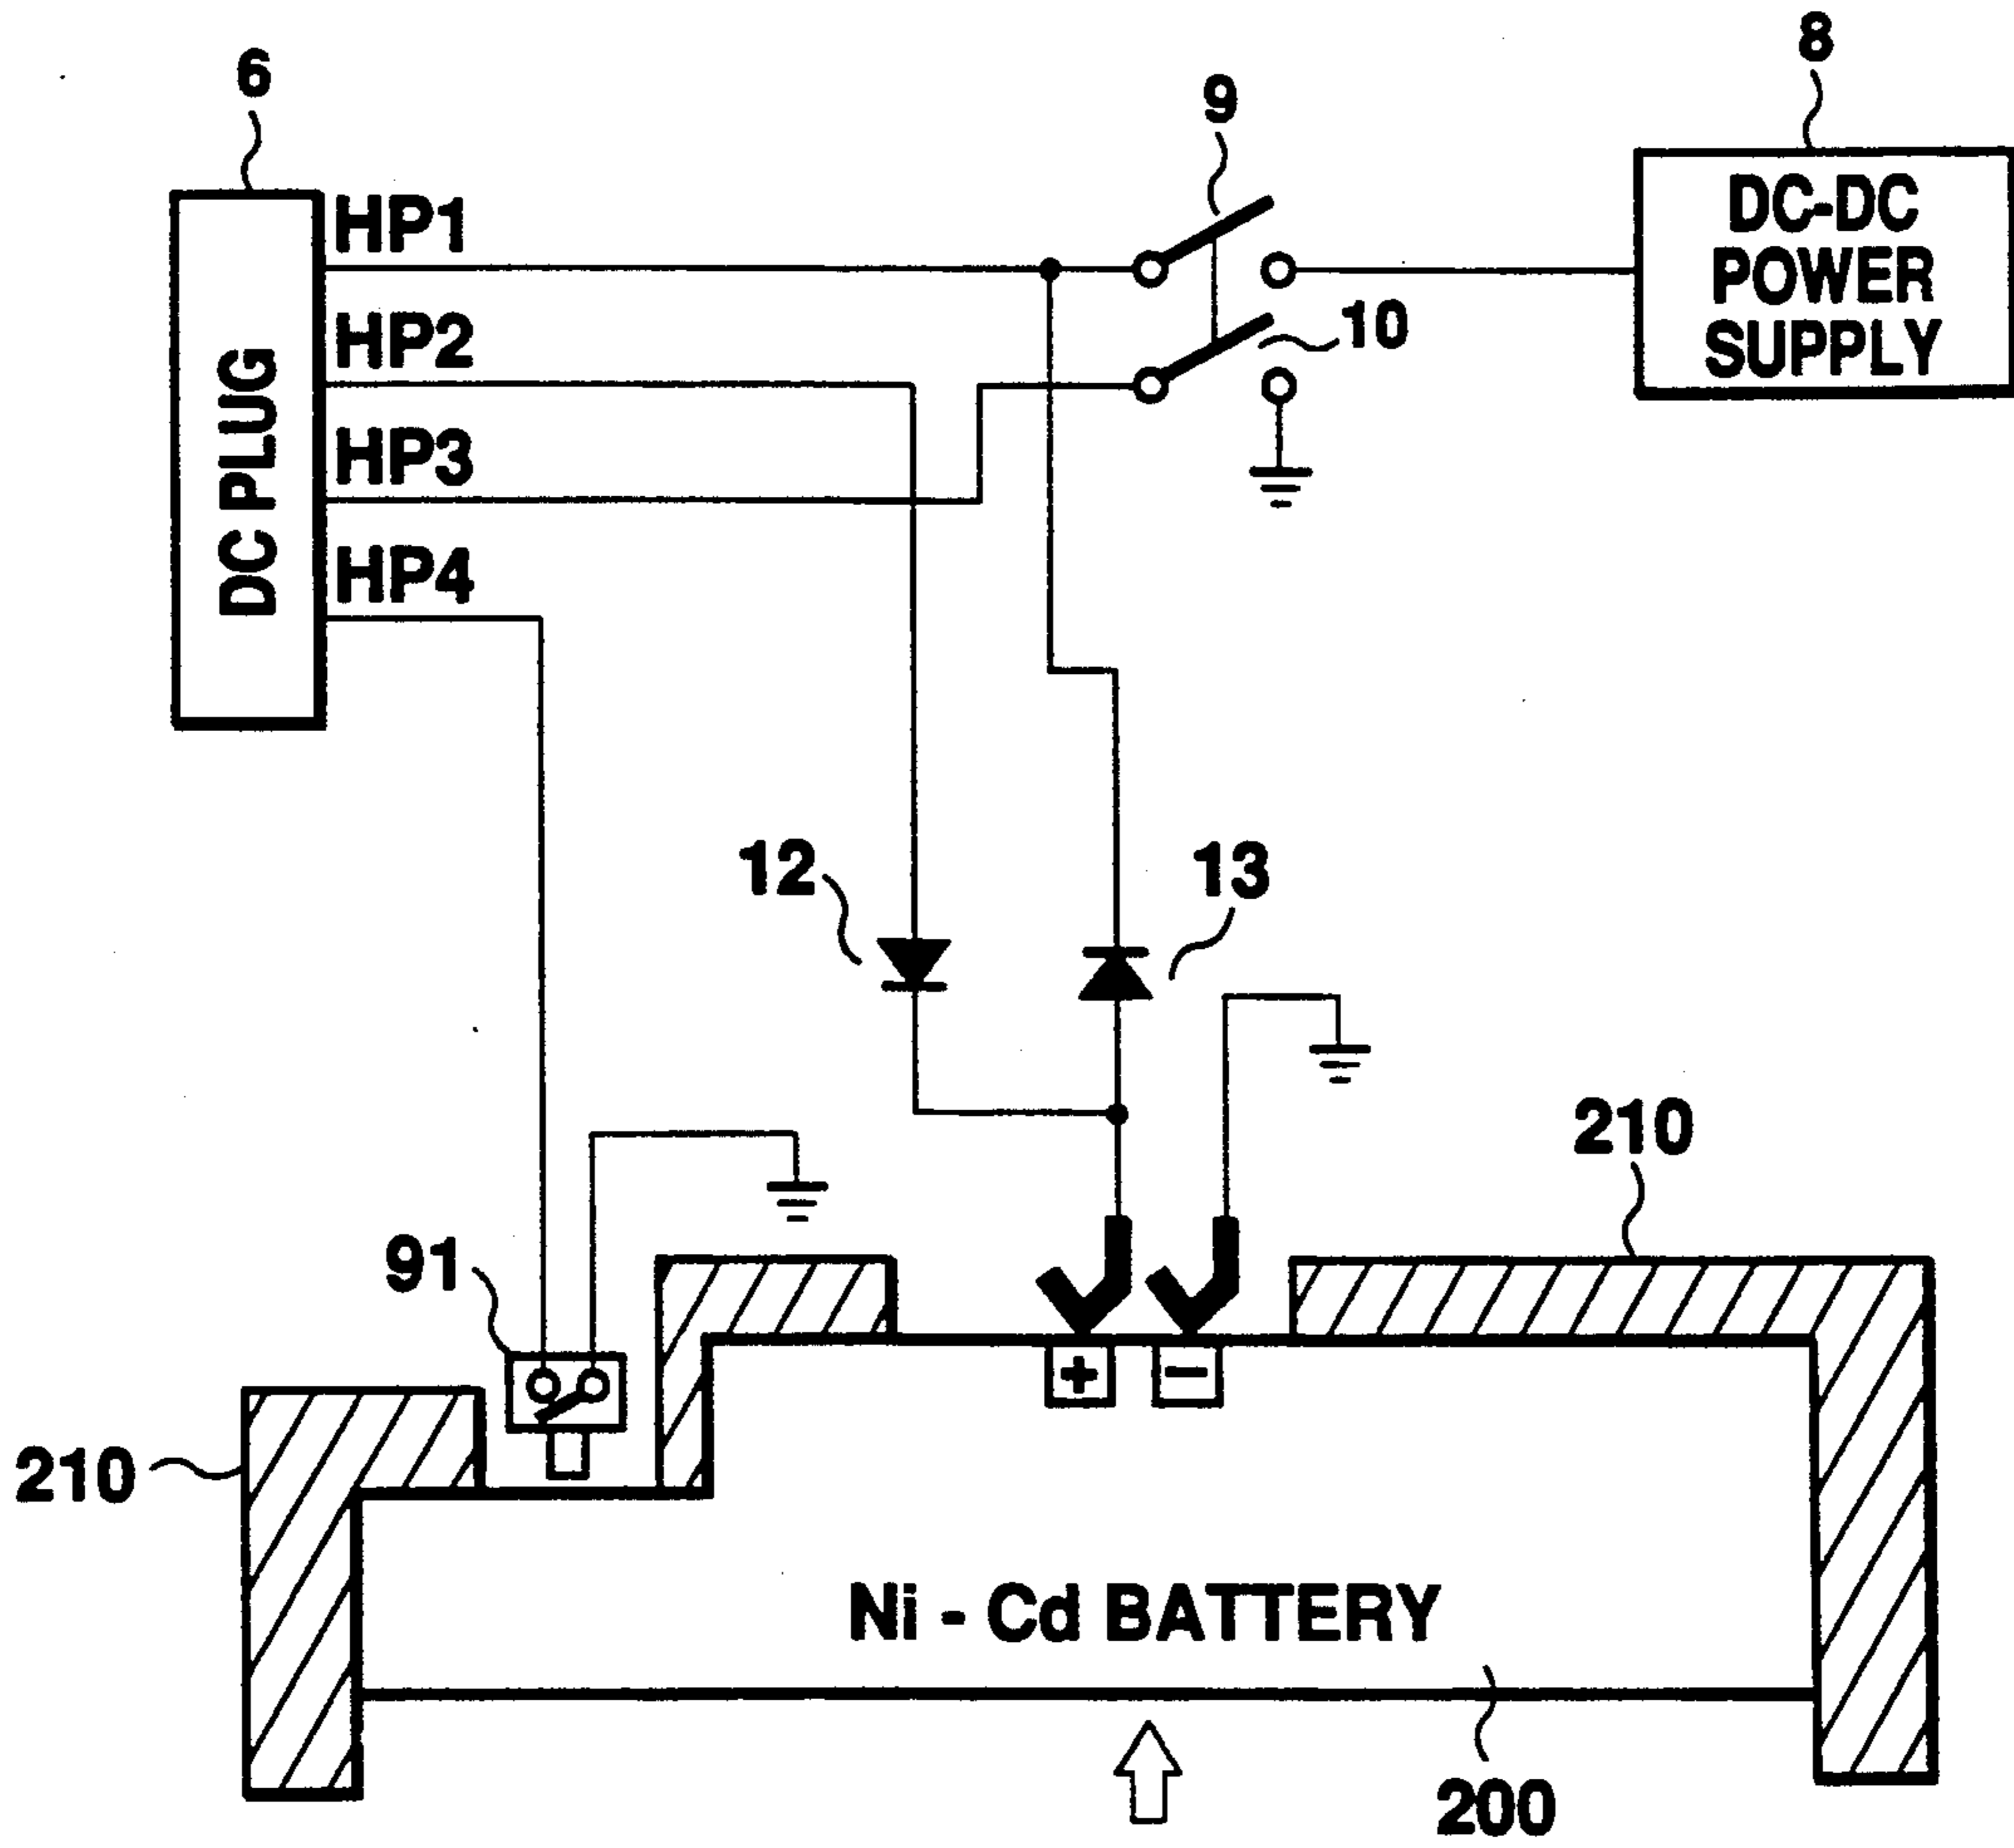 6
8
9
HP1
DC-DC
POWER
SUPPLY
HP2
10
HP3
DC PLUG
HP4
12
13
210
91
+
−
210
Ni - Cd BATTERY
200